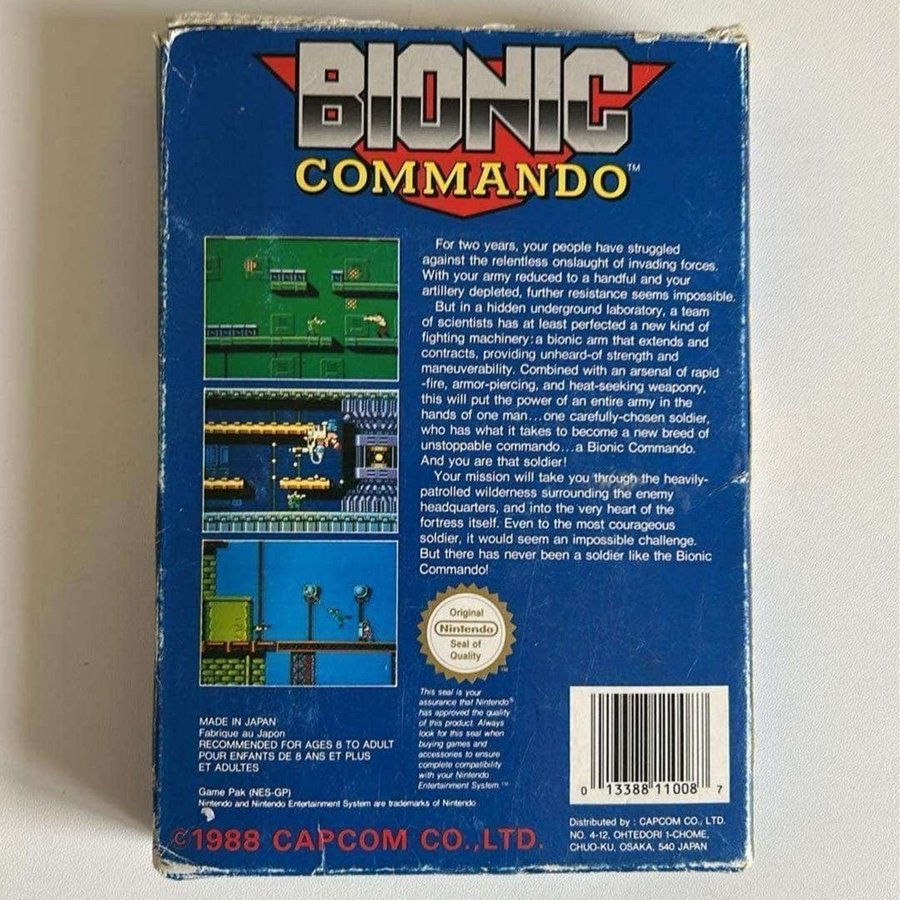 BIONIC
COMMANDO™
For two years, your people have struggled
against the relentless onslaught of invading forces.
With your army reduced to a handful and your
artillery depleted, further resistance seems impossible.
But in a hidden underground laboratory, a team
of scientists has at least perfected a new kind of
fighting machinery: a bionic arm that extends and
contracts, providing unheard-of strength and
maneuverability. Combined with an arsenal of rapid
-fire, armor-piercing, and heat-seeking weaponry,
this will put the power of an entire army in the
hands of one man...one carefully-chosen soldier,
who has what it takes to become a new breed of
unstoppable commando...a Bionic Commando.
And you are that soldier!
Your mission will take you through the heavily-
patrolled wilderness surrounding the enemy
headquarters, and into the very heart of the
fortress itself. Even to the most courageous
soldier, it would seem an impossible challenge.
But there has never been a soldier like the Bionic
Commando!
Original
Nintendo
Seal of
Quality
TM
This seal is your
assurance that Nintendo®
has approved the quality
of this product. Always
look for this seal when
buying games and
accessories to ensure
complete compatibility
with your Nintendo
Entertainment System.™
MADE IN JAPAN
Fabrique au Japon
RECOMMENDED FOR AGES 8 TO ADULT
POUR ENFANTS DE 8 ANS ET PLUS
ET ADULTES
Game Pak (NES-GP)
Nintendo and Nintendo Entertainment System are trademarks of Nintendo
©1988 CAPCOM CO.,LTD.
0 13388 11008 7
Distributed by : CAPCOM CO., LTD.
NO. 4-12, OHTEDORI 1-CHOME,
CHUO-KU, OSAKA, 540 JAPAN